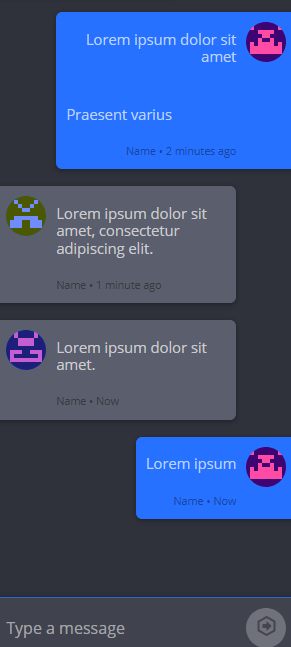 Lorem ipsum dolor sit
amet
Praesent varius
Name • 2 minutes ago
Lorem ipsum dolor sit
amet, consectetur
adipiscing elit.
Name • 1 minute ago
Lorem ipsum dolor sit
amet.
Name • Now
Lorem ipsum
Name • Now
Type a message